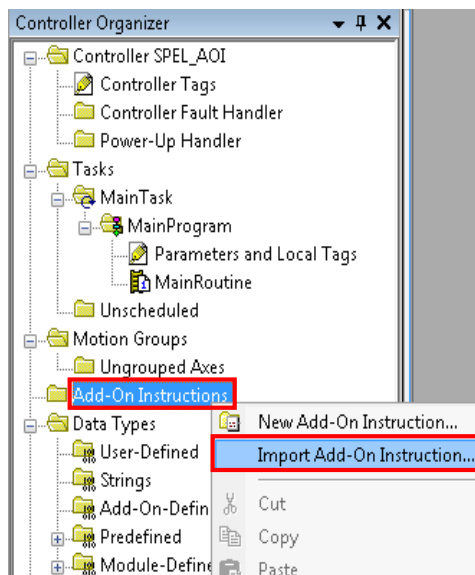 Controller Organizer
Controller SPEL_AOI
Controller Tags
Controller Fault Handler
Power-Up Handler
Tasks
MainTask
MainProgram
Parameters and Local Tags
MainRoutine
Unscheduled
Motion Groups
Ungrouped Axes
Add-On Instructions
Data Types
New Add-On Instruction...
User-Defined
Import Add-On Instruction...
Strings
Add-On-Defin
Cut
Predefined
Copy
Module-Define
Paste